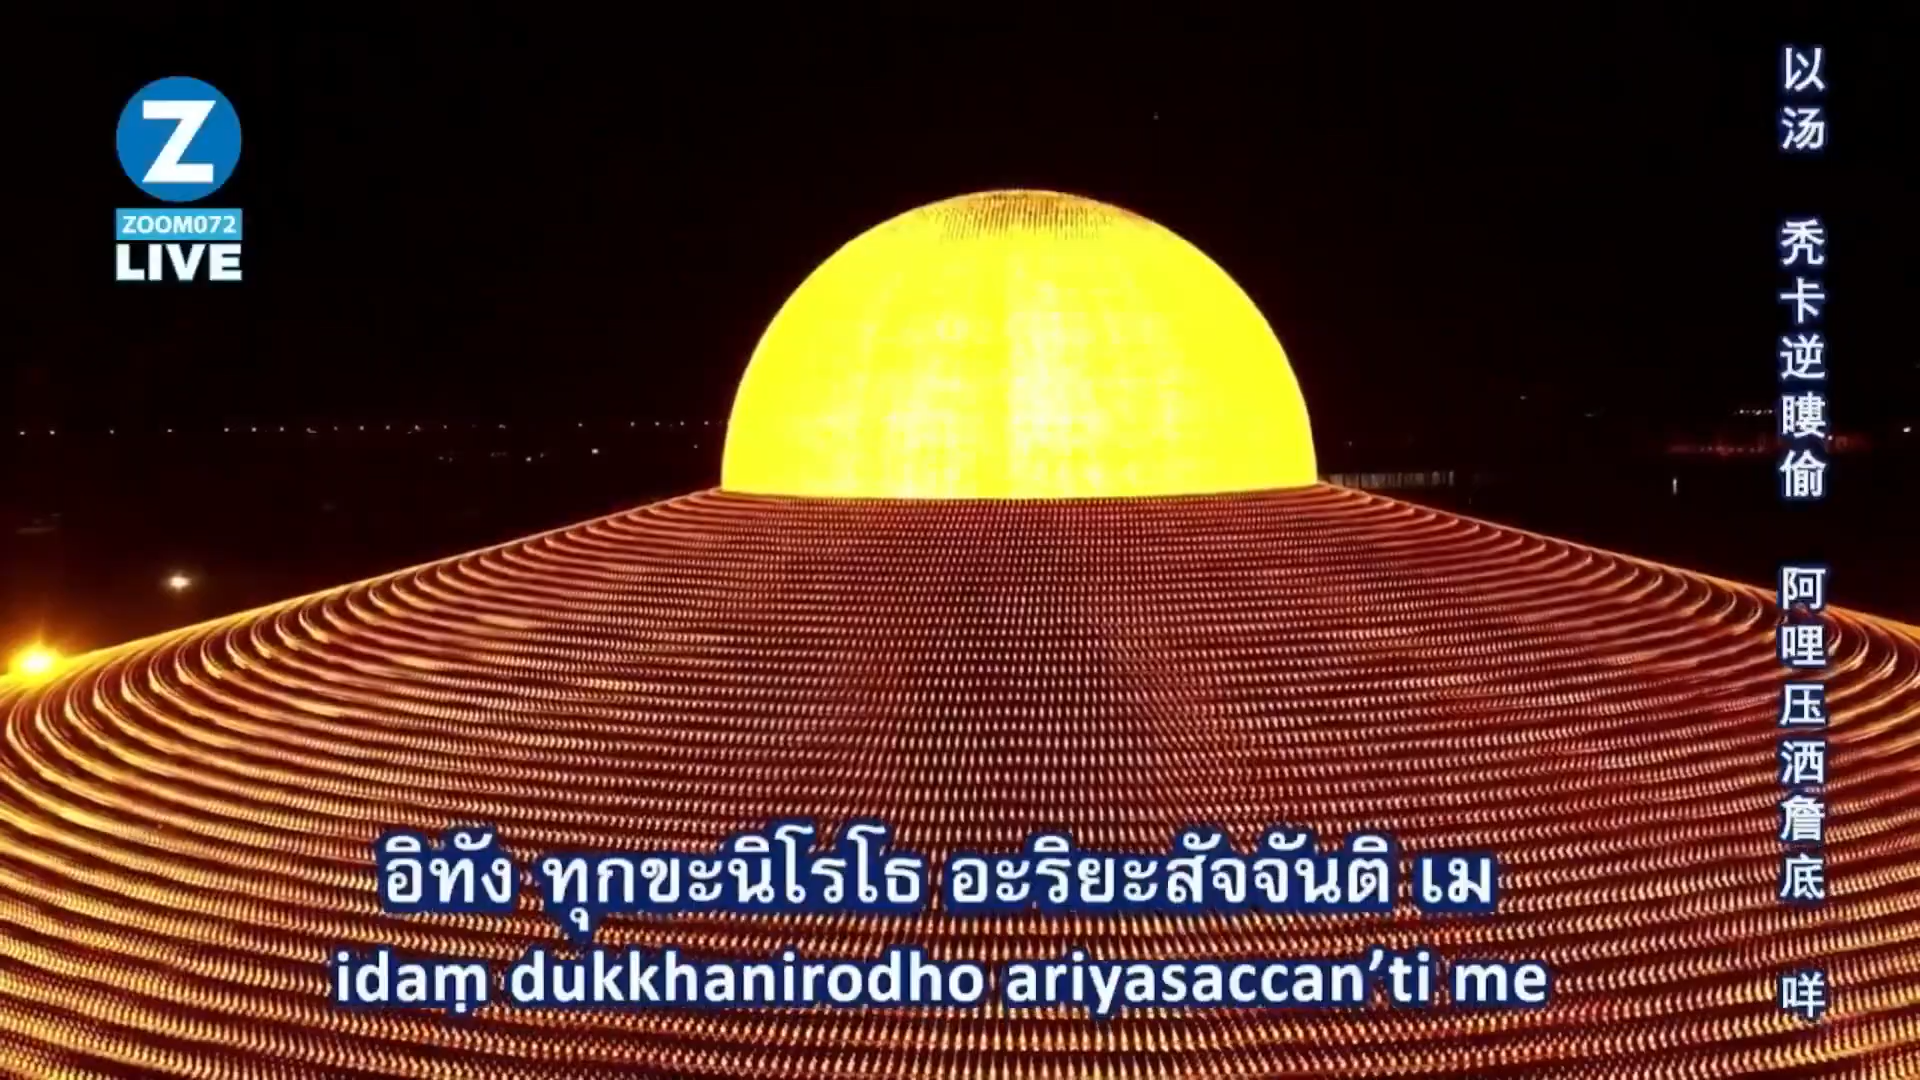 Z
ZOOM072
LIVE
以汤 秃卡逆瞜偷 阿哩压洒詹底 咩
อิทัง ทุกขะนิโรโธ อะริยะสัจจันติ เม
idaṃ dukkhanirodho ariyasaccan’ti me